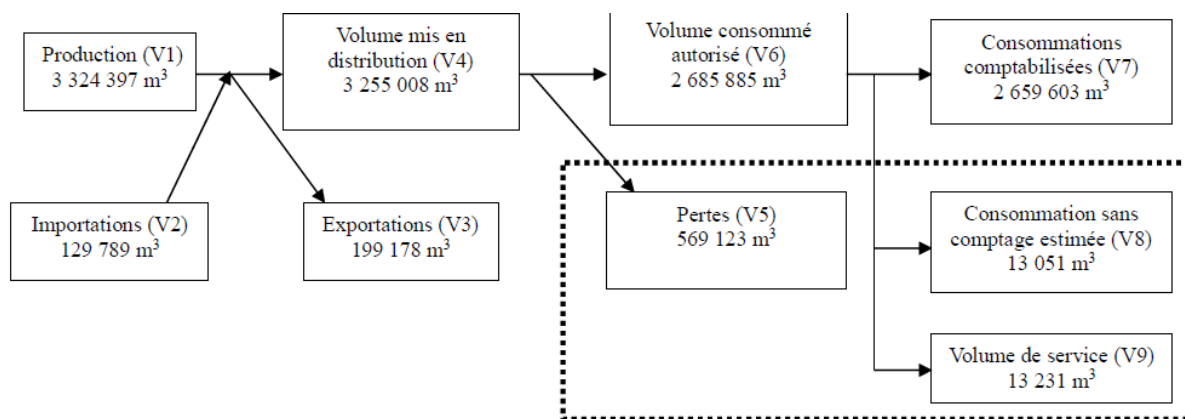 Production (V1)
3 324 397 m³
Volume mis en
distribution (V4)
3 255 008 m³
Volume consommé
autorisé (V6)
2 685 885 m³
Consommations
comptabilisées (V7)
2 659 603 m³
Importations (V2)
129 789 m³
Exportations (V3)
199 178 m³
Pertes (V5)
569 123 m³
Consommation sans
comptage estimée (V8)
13 051 m³
Volume de service (V9)
13 231 m³